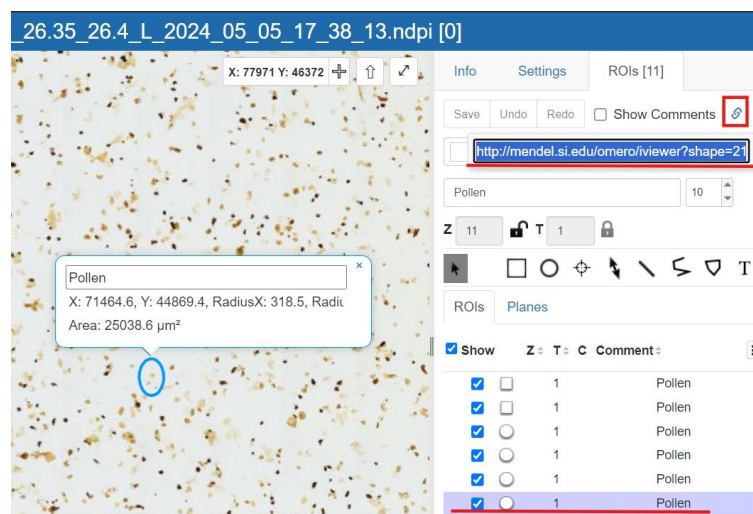 _26.35_26.4_L_2024_05_05_17_38_13.ndpi [0]
X: 77971 Y: 46372
Pollen
X: 71464.6, Y: 44869.4, RadiusX: 318.5, Radiu
Area: 25038.6 µm²
Info Settings ROIs [11]
Save Undo Redo Show Comments
http://mendel.si.edu/omero/iviewer?shape=21
Pollen 10
Z 11 T 1
T
ROIs Planes
Show Z T C Comment
1 Pollen
1 Pollen
1 Pollen
1 Pollen
1 Pollen
1 Pollen